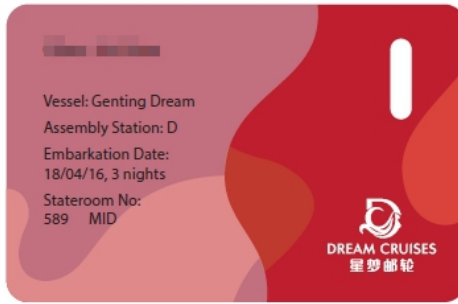 Vessel: Genting Dream
Assembly Station: D
Embarkation Date:
18/04/16, 3 nights
Stateroom No:
589 MID
DREAM CRUISES
星梦邮轮